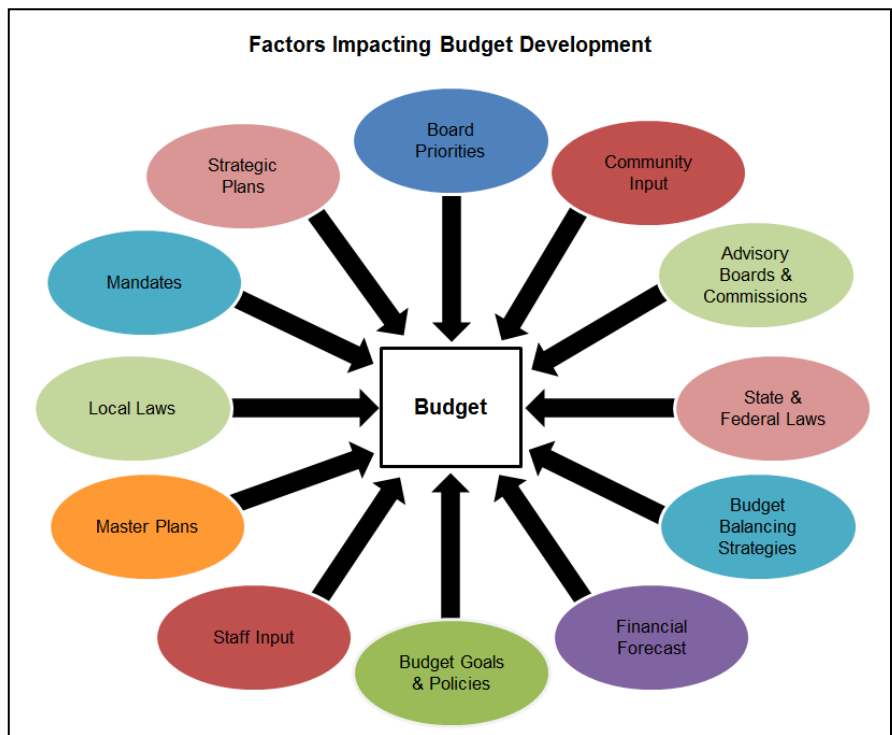 Factors Impacting Budget Development
Board
Priorities
Community
Input
Advisory
Boards &
Commissions
State &
Federal Laws
Budget
Balancing
Strategies
Financial
Forecast
Budget Goals
& Policies
Staff Input
Master Plans
Local Laws
Mandates
Strategic
Plans
Budget